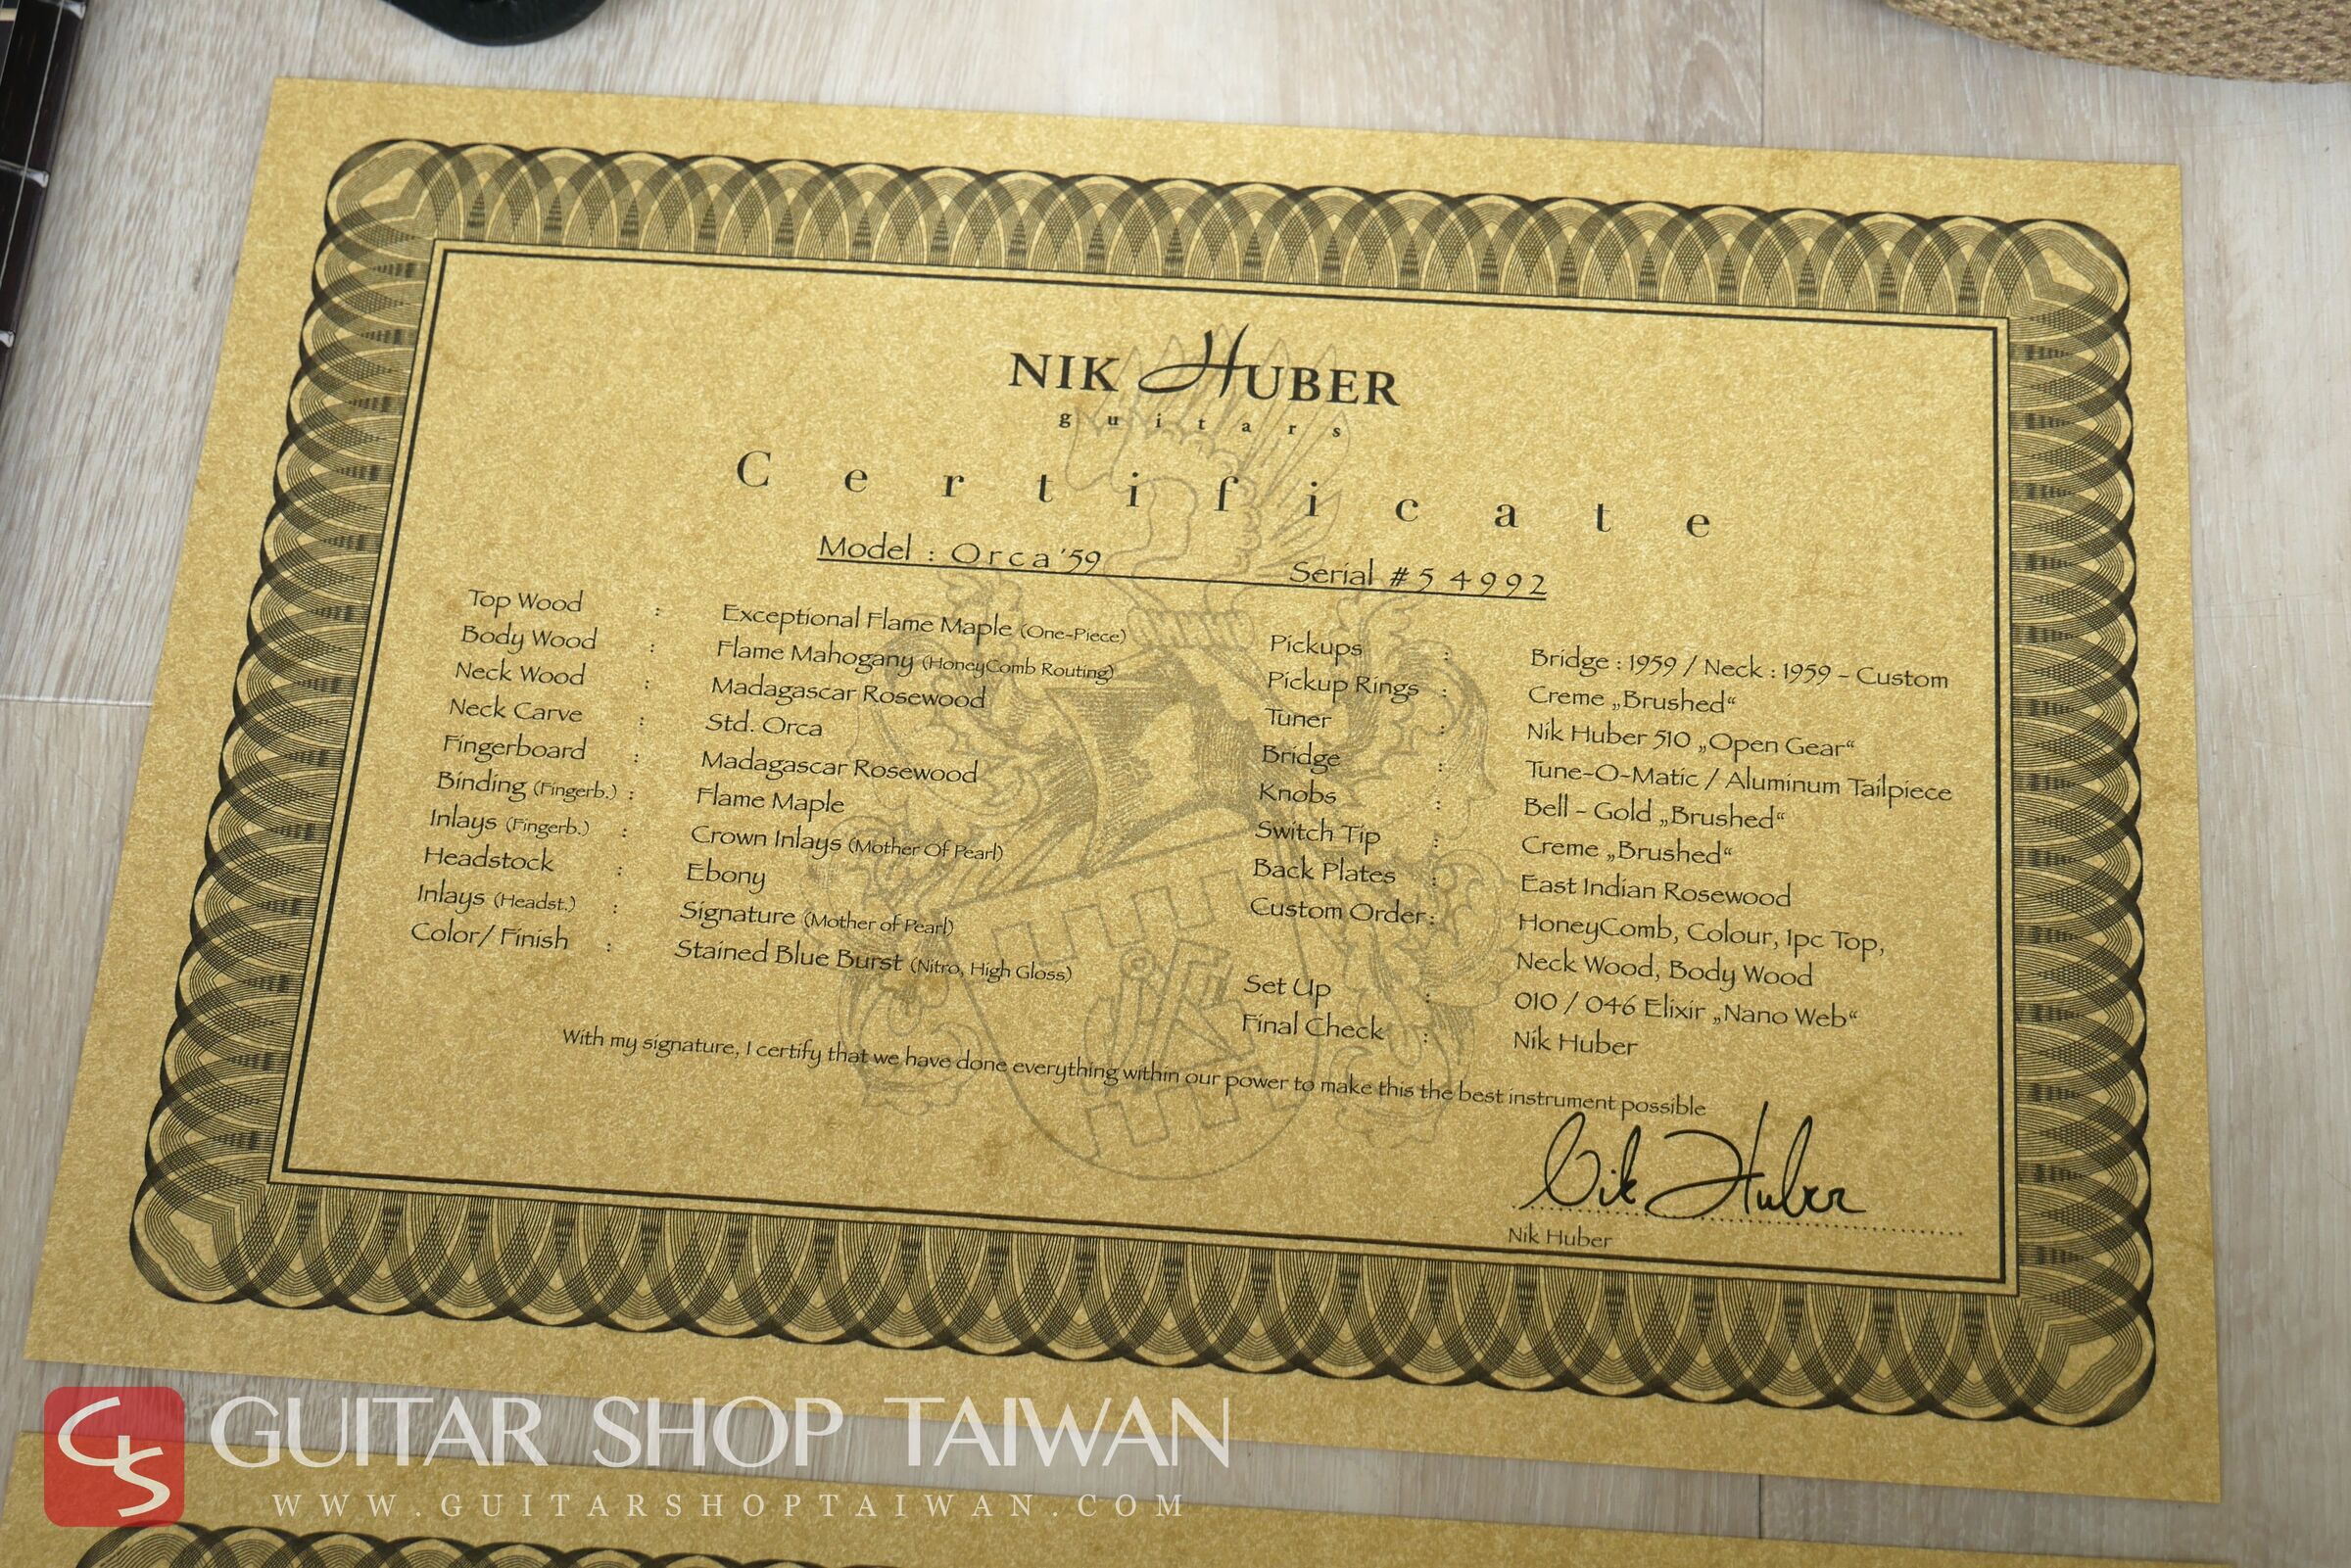 NIK HUBER
guitars
Certificate
Model : Orca '59 Serial # 5 4992
Top Wood : Exceptional Flame Maple (One-Piece)
Body Wood : Flame Mahogany (HoneyComb Routing)
Neck Wood : Madagascar Rosewood
Neck Carve : Std. Orca
Fingerboard : Madagascar Rosewood
Binding (Fingerb.) : Flame Maple
Inlays (Fingerb.) : Crown Inlays (Mother Of Pearl)
Headstock : Ebony
Inlays (Headst.) : Signature (Mother of Pearl)
Color/ Finish : Stained Blue Burst (Nitro, High Gloss)
Pickups : Bridge : 1959 / Neck : 1959 - Custom
Pickup Rings : Creme „Brushed“
Tuner : Nik Huber 510 „Open Gear“
Bridge : Tune-O-Matic / Aluminum Tailpiece
Knobs : Bell - Gold „Brushed“
Switch Tip : Creme „Brushed“
Back Plates : East Indian Rosewood
Custom Order : HoneyComb, Colour, 1pc Top,
Neck Wood, Body Wood
Set Up : 010 / 046 Elixir „Nano Web“
Final Check : Nik Huber
With my signature, I certify that we have done everything within our power to make this the best instrument possible
Nik Huber
Nik Huber
GS GUITAR SHOP TAIWAN
WWW.GUITARSHOPTAIWAN.COM